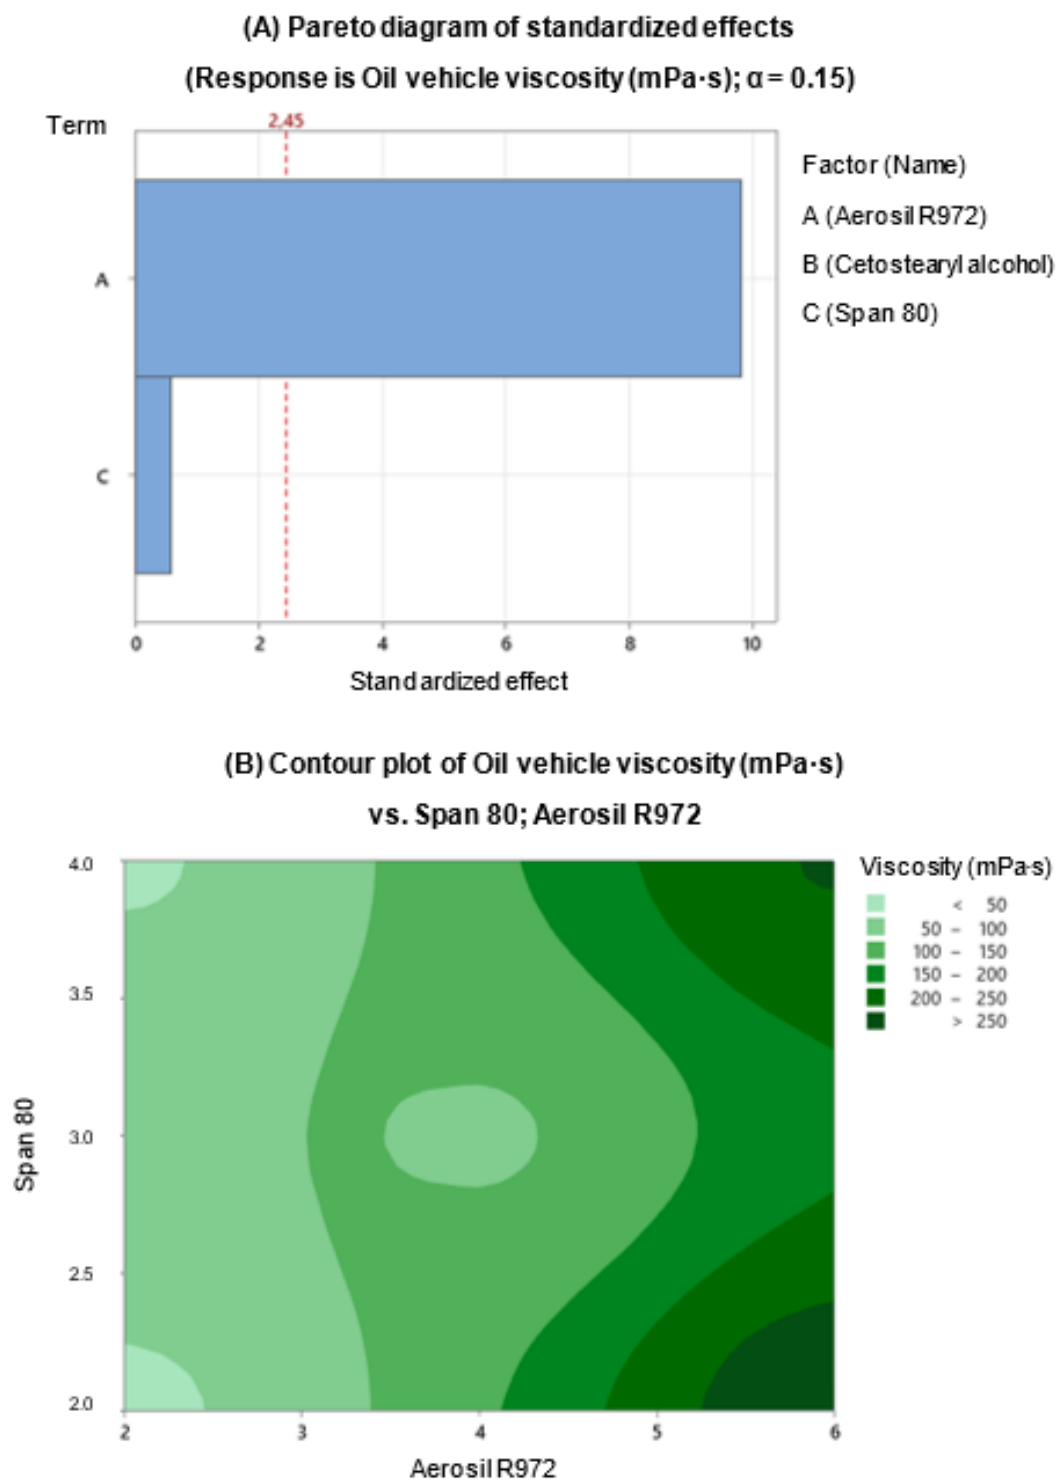 (A) Pareto diagram of standardized effects
(Response is Oil vehicle viscosity (mPa·s); α = 0.15)
Term
2,45
Factor (Name)
A (Aerosil R972)
B (Cetostearyl alcohol)
C (Span 80)
A
C
0 2 4 6 8 10
Standardized effect
(B) Contour plot of Oil vehicle viscosity (mPa·s)
vs. Span 80; Aerosil R972
Viscosity (mPa·s)
< 50
50 – 100
100 – 150
150 – 200
200 – 250
> 250
4.0
3.5
3.0
2.5
2.0
Span 80
2 3 4 5 6
Aerosil R972